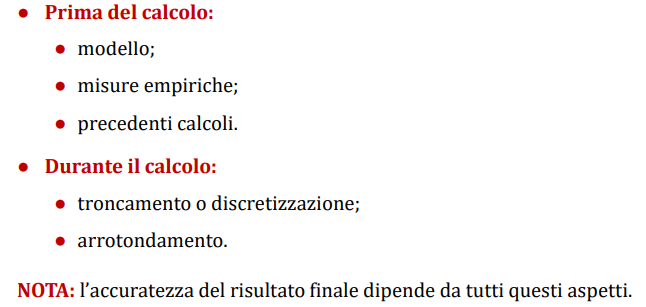 ● Prima del calcolo:
● modello;
● misure empiriche;
● precedenti calcoli.
● Durante il calcolo:
● troncamento o discretizzazione;
● arrotondamento.
NOTA: l’accuratezza del risultato finale dipende da tutti questi aspetti.